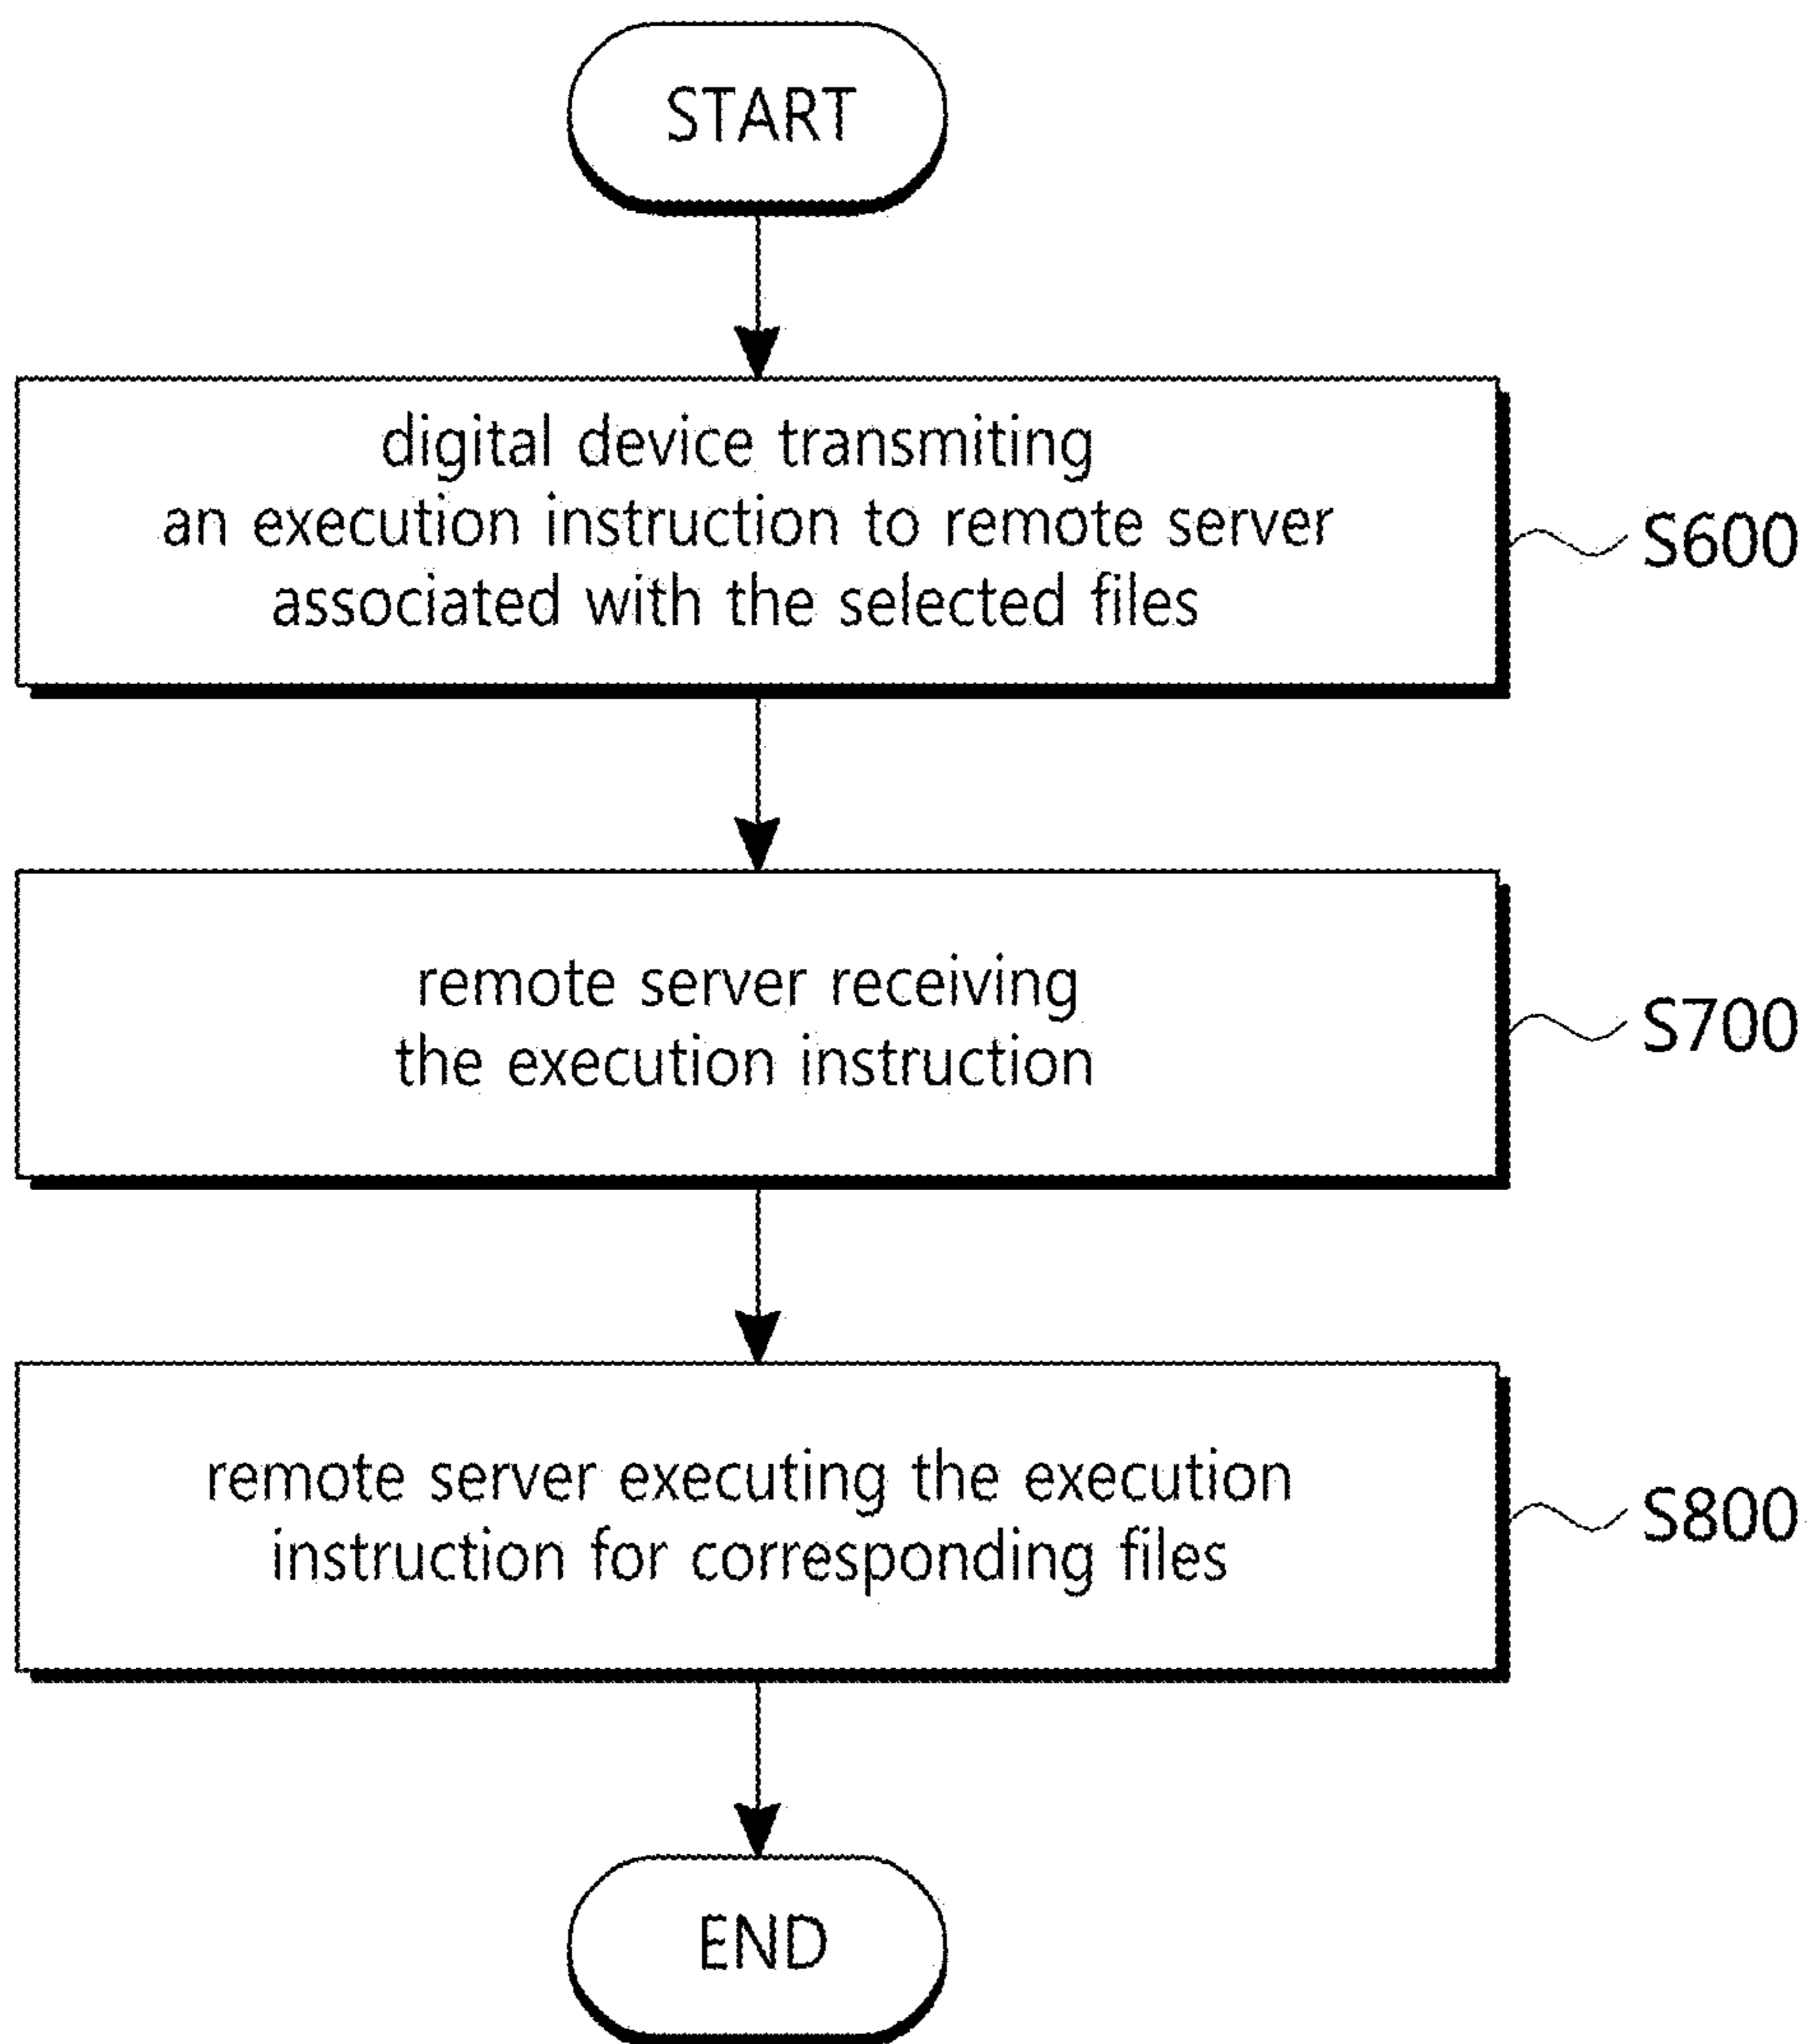 START
digital device transmiting
an execution instruction to remote server
associated with the selected files
S600
remote server receiving
the execution instruction
S700
remote server executing the execution
instruction for corresponding files
S800
END